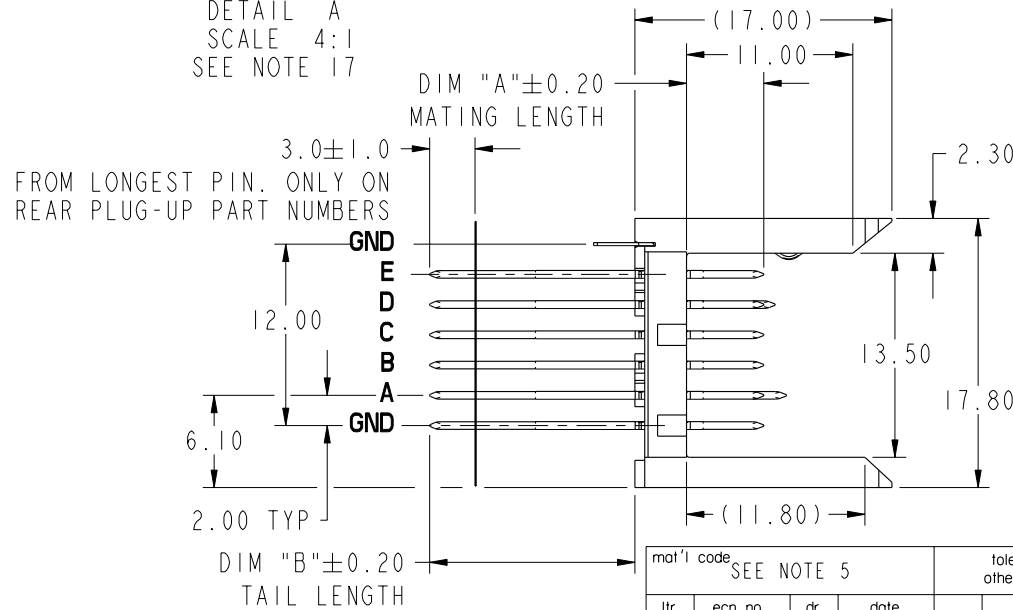 DETAIL A
SCALE 4:1
SEE NOTE 17
(17.00)
11.00
DIM "A"±0.20
MATING LENGTH
3.0±1.0
2.30
FROM LONGEST PIN. ONLY ON
REAR PLUG-UP PART NUMBERS
GND
E
D
12.00
C
13.50
B
A
17.80
GND
6.10
2.00 TYP
(11.80)
DIM "B"±0.20
TAIL LENGTH
mat'l code SEE NOTE 5
ltr ecn no dr date